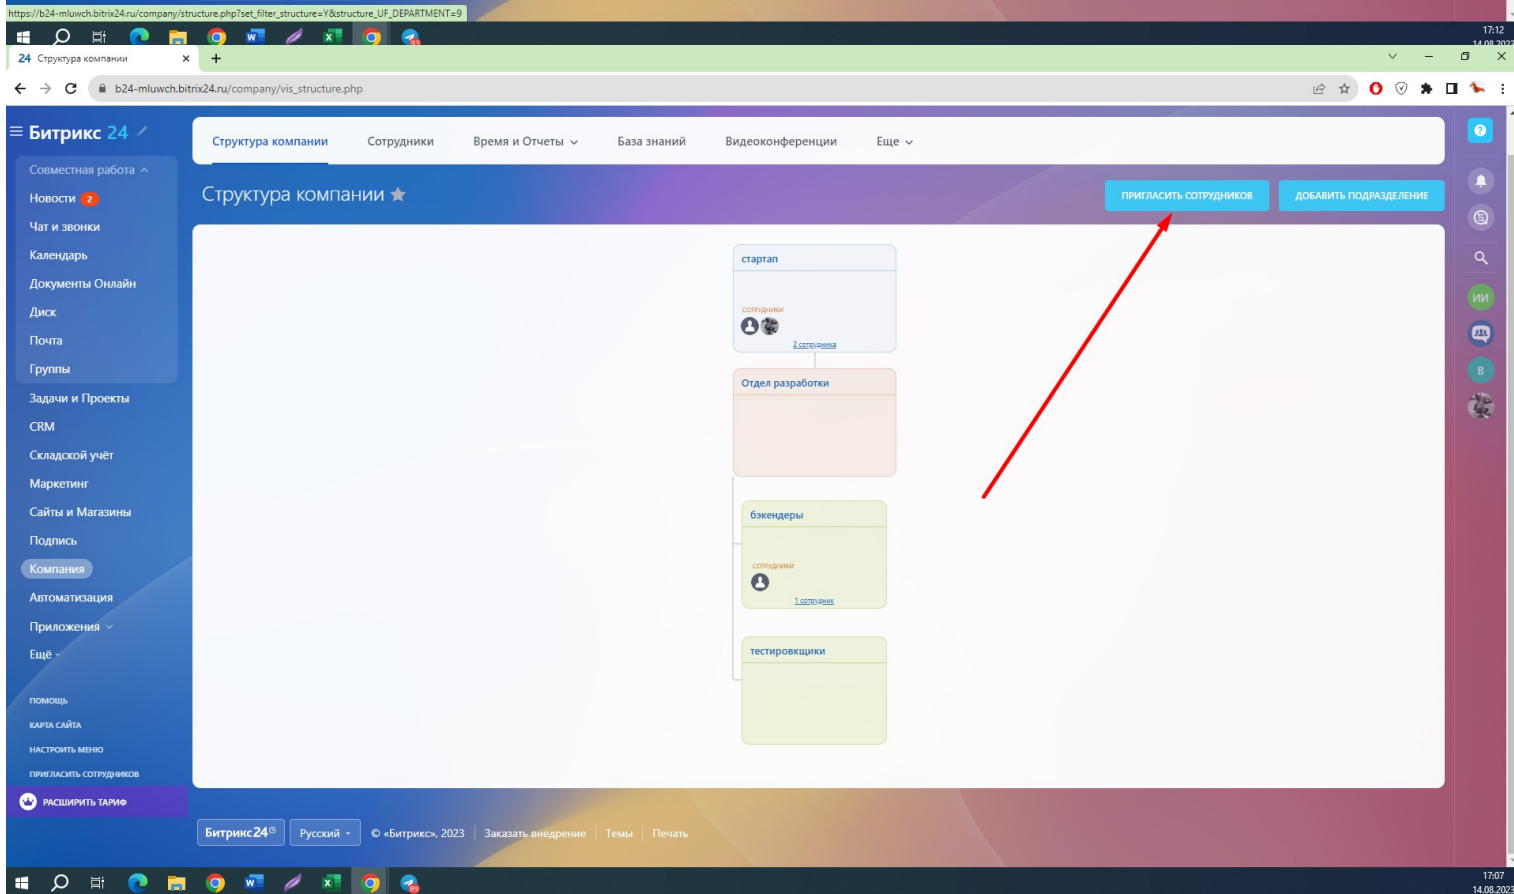 https://b24-mluwch.bitrix24.ru/company/structure.php?set_filter_structure=Y&structure_UF_DEPARTMENT=9
93
17:12
14.08.2023
24 Структура компании
b24-mluwch.bitrix24.ru/company/vis_structure.php
Битрикс 24
Структура компании Сотрудники Время и Отчеты База знаний Видеоконференции Еще
Совместная работа
Новости 2
Чат и звонки
Календарь
Документы Онлайн
Диск
Почта
Группы
Задачи и Проекты
CRM
Складской учёт
Маркетинг
Сайты и Магазины
Подпись
Компания
Автоматизация
Приложения
Ещё -
ПОМОЩЬ
КАРТА САЙТА
НАСТРОИТЬ МЕНЮ
ПРИГЛАСИТЬ СОТРУДНИКОВ
РАСШИРИТЬ ТАРИФ
Структура компании
ПРИГЛАСИТЬ СОТРУДНИКОВ ДОБАВИТЬ ПОДРАЗДЕЛЕНИЕ
стартап
СОТРУДНИКИ
2 сотрудника
Отдел разработки
бэкендеры
СОТРУДНИКИ
1 сотрудник
тестировкщики
ИИ
В
Битрикс24 Русский © «Битрикс», 2023 Заказать внедрение Темы Печать
89
17:07
14.08.2023